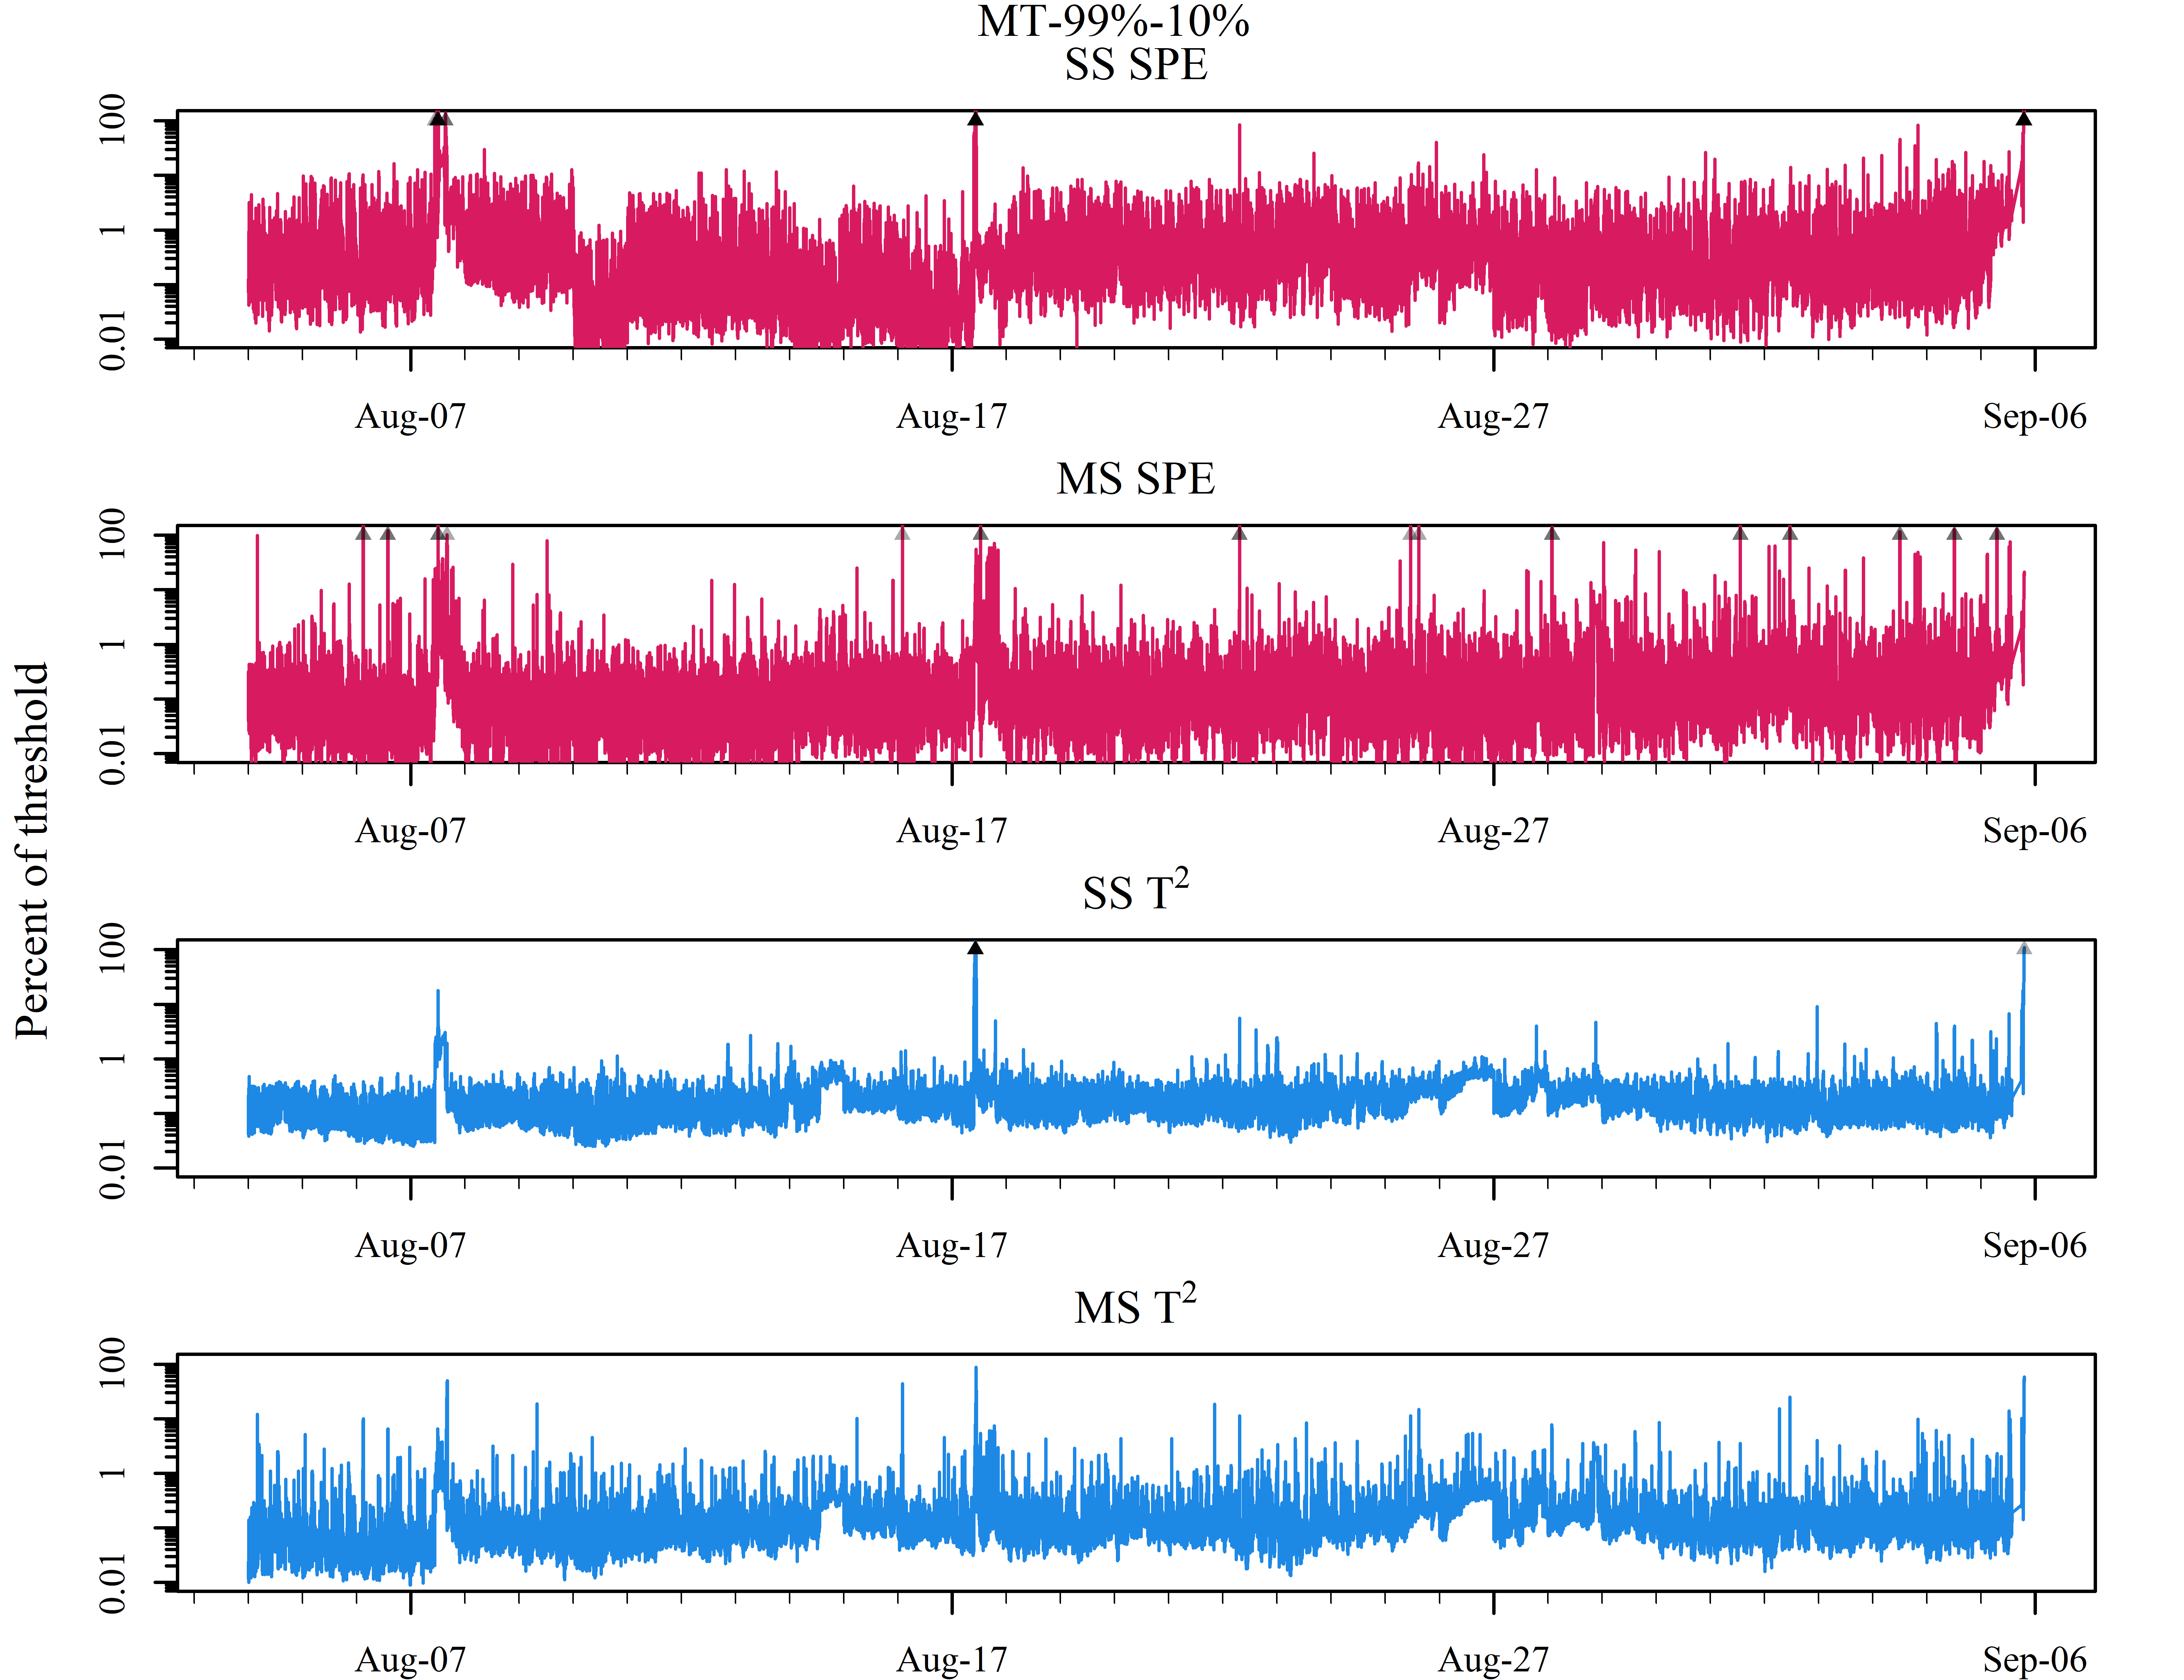 MT-99%-10%
SS SPE
100
1
0.01
Aug-07 Aug-17 Aug-27 Sep-06
MS SPE
100
1
0.01
Aug-07 Aug-17 Aug-27 Sep-06
Percent of threshold
SS T²
100
1
0.01
Aug-07 Aug-17 Aug-27 Sep-06
MS T²
100
1
0.01
Aug-07 Aug-17 Aug-27 Sep-06